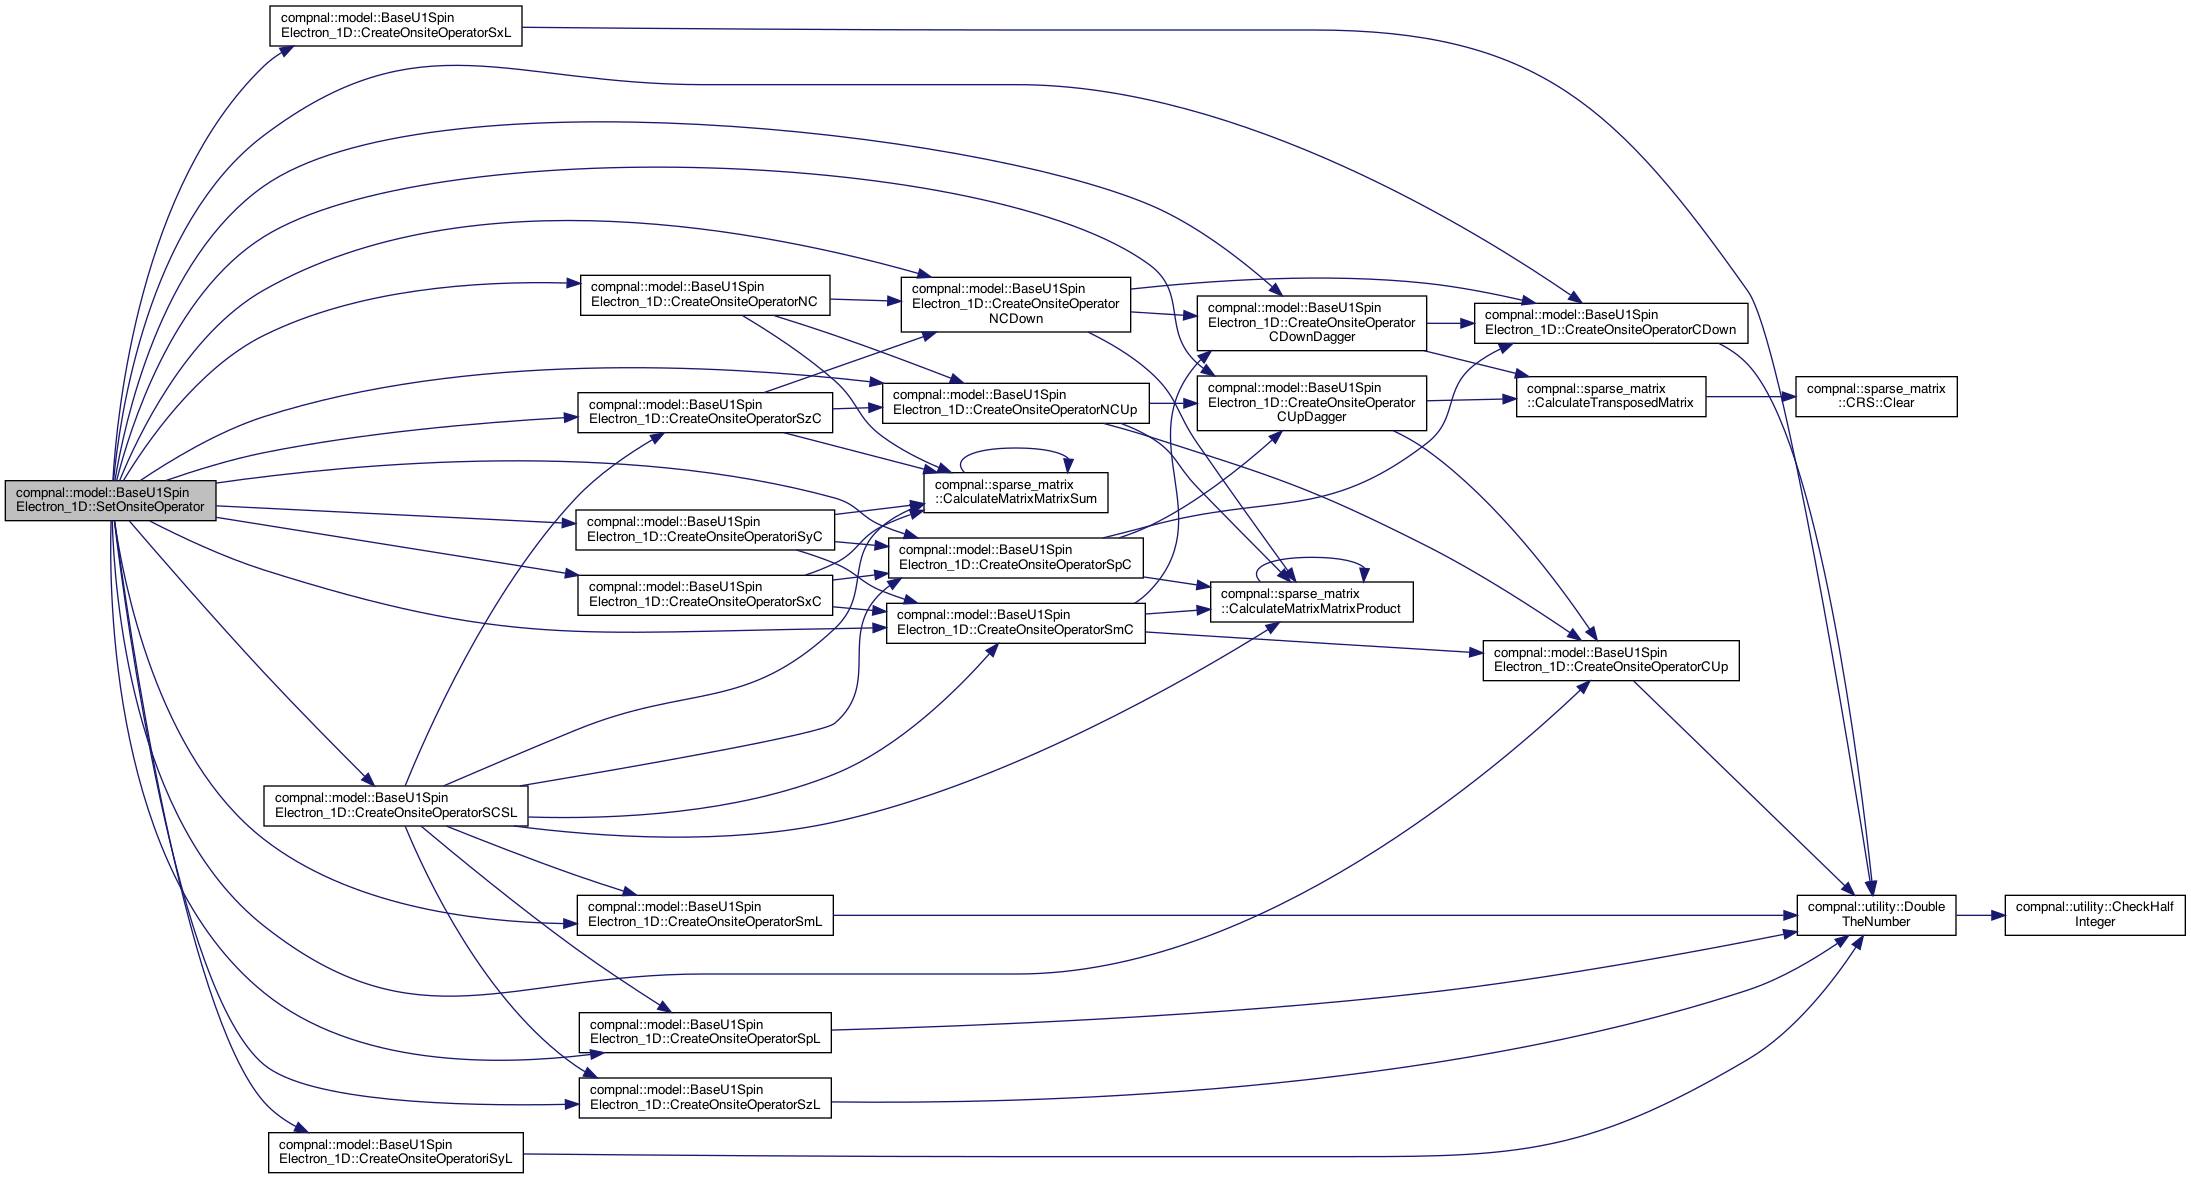 compnal::model::BaseU1Spin
Electron_1D::CreateOnsiteOperatorSxL
compnal::model::BaseU1Spin
Electron_1D::CreateOnsiteOperatorNC
compnal::model::BaseU1Spin
Electron_1D::CreateOnsiteOperator
NCDown
compnal::model::BaseU1Spin
Electron_1D::CreateOnsiteOperator
CDownDagger
compnal::model::BaseU1Spin
Electron_1D::CreateOnsiteOperatorCDown
compnal::model::BaseU1Spin
Electron_1D::CreateOnsiteOperatorSzC
compnal::model::BaseU1Spin
Electron_1D::CreateOnsiteOperatorNCUp
compnal::model::BaseU1Spin
Electron_1D::CreateOnsiteOperator
CUpDagger
compnal::sparse_matrix
::CalculateTransposedMatrix
compnal::sparse_matrix
::CRS::Clear
compnal::model::BaseU1Spin
Electron_1D::SetOnsiteOperator
compnal::sparse_matrix
::CalculateMatrixMatrixSum
compnal::model::BaseU1Spin
Electron_1D::CreateOnsiteOperatoriSyC
compnal::model::BaseU1Spin
Electron_1D::CreateOnsiteOperatorSpC
compnal::model::BaseU1Spin
Electron_1D::CreateOnsiteOperatorSxC
compnal::sparse_matrix
::CalculateMatrixMatrixProduct
compnal::model::BaseU1Spin
Electron_1D::CreateOnsiteOperatorSmC
compnal::model::BaseU1Spin
Electron_1D::CreateOnsiteOperatorCUp
compnal::model::BaseU1Spin
Electron_1D::CreateOnsiteOperatorSCSL
compnal::model::BaseU1Spin
Electron_1D::CreateOnsiteOperatorSmL
compnal::utility::Double
TheNumber
compnal::utility::CheckHalf
Integer
compnal::model::BaseU1Spin
Electron_1D::CreateOnsiteOperatorSpL
compnal::model::BaseU1Spin
Electron_1D::CreateOnsiteOperatorSzL
compnal::model::BaseU1Spin
Electron_1D::CreateOnsiteOperatoriSyL